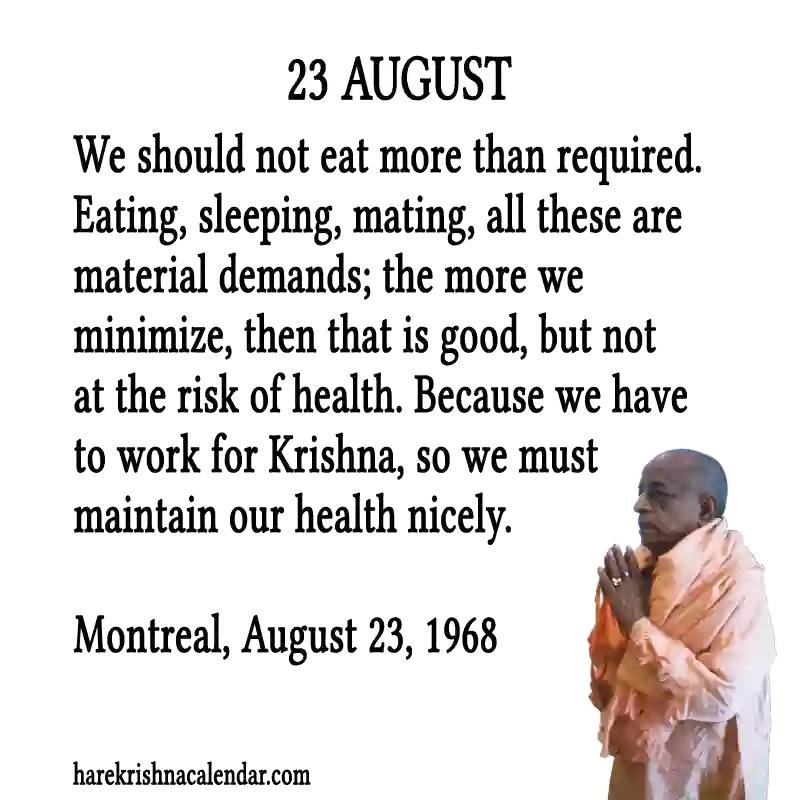 23 AUGUST
We should not eat more than required.
Eating, sleeping, mating, all these are
material demands; the more we
minimize, then that is good, but not
at the risk of health. Because we have
to work for Krishna, so we must
maintain our health nicely.
Montreal, August 23, 1968
harekrishnacalendar.com